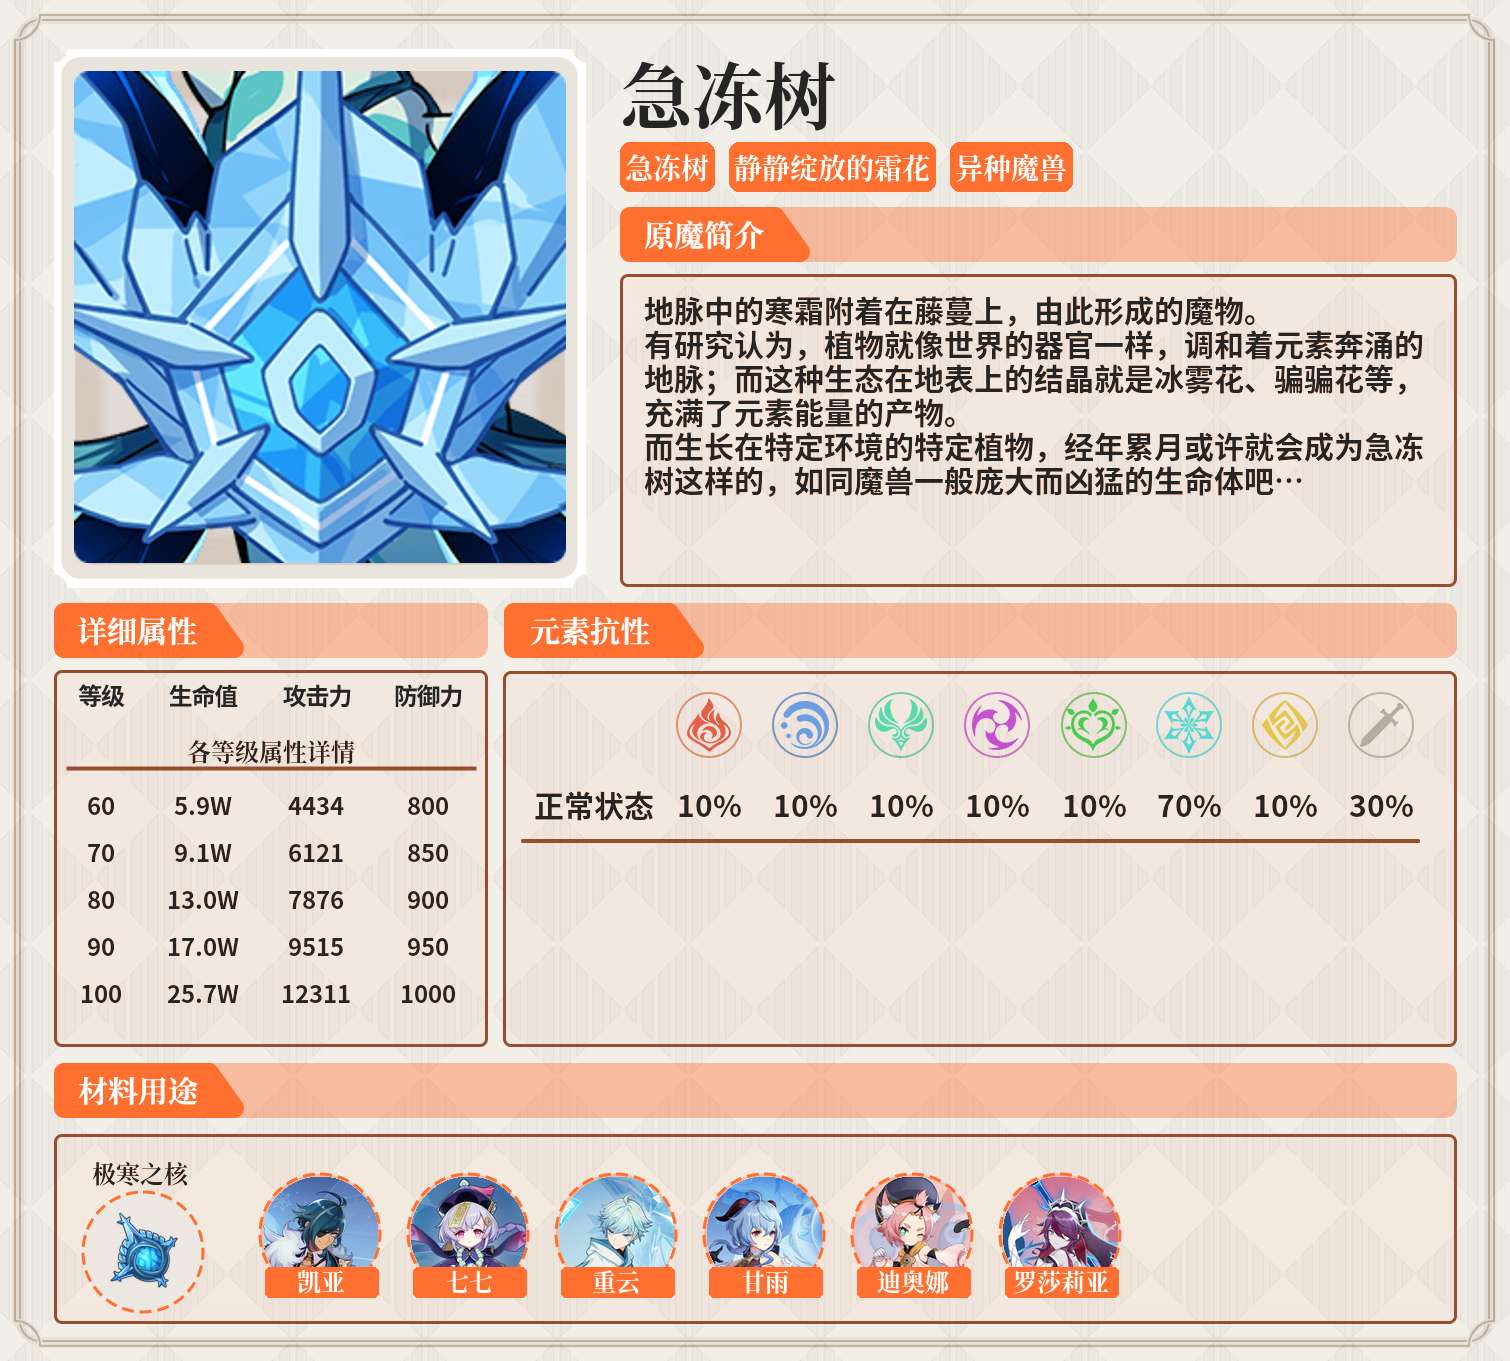 急冻树
急冻树 静静绽放的霜花 异种魔兽
原魔简介
地脉中的寒霜附着在藤蔓上，由此形成的魔物。
有研究认为，植物就像世界的器官一样，调和着元素奔涌的
地脉；而这种生态在地表上的结晶就是冰雾花、骗骗花等，
充满了元素能量的产物。
而生长在特定环境的特定植物，经年累月或许就会成为急冻
树这样的，如同魔兽一般庞大而凶猛的生命体吧…
详细属性
等级 生命值 攻击力 防御力
各等级属性详情
60 5.9W 4434 800
70 9.1W 6121 850
80 13.0W 7876 900
90 17.0W 9515 950
100 25.7W 12311 1000
元素抗性
正常状态 10% 10% 10% 10% 10% 70% 10% 30%
材料用途
极寒之核
凯亚 七七 重云 甘雨 迪奥娜 罗莎莉亚